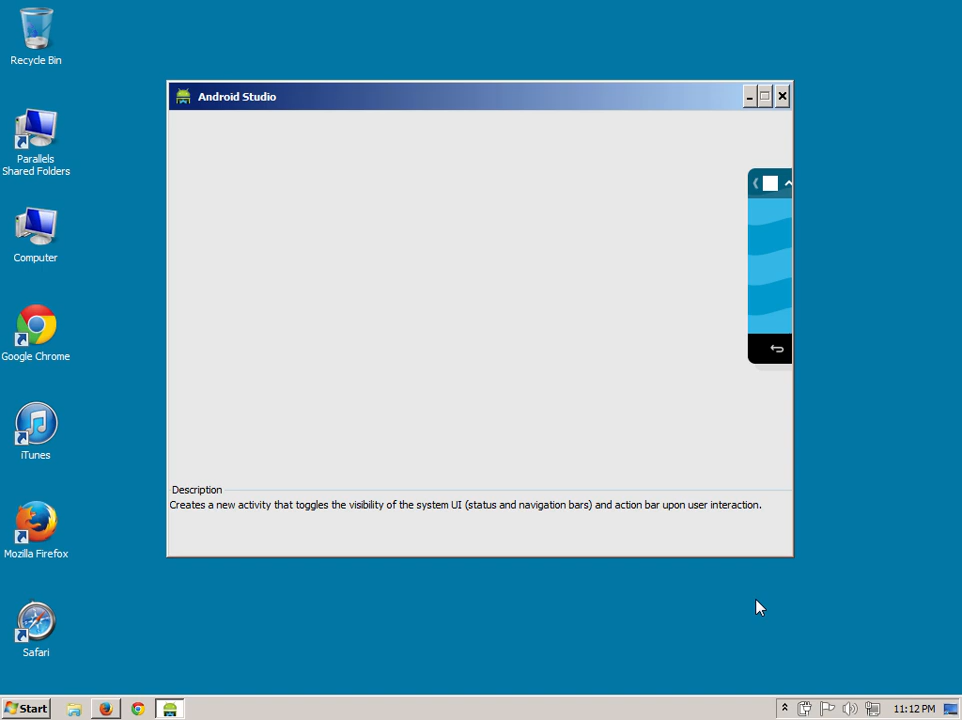 Recycle Bin
Parallels
Shared Folders
Computer
Google Chrome
iTunes
Mozilla Firefox
Safari
Android Studio
Description
Creates a new activity that toggles the visibility of the system UI (status and navigation bars) and action bar upon user interaction.
Start
11:12 PM